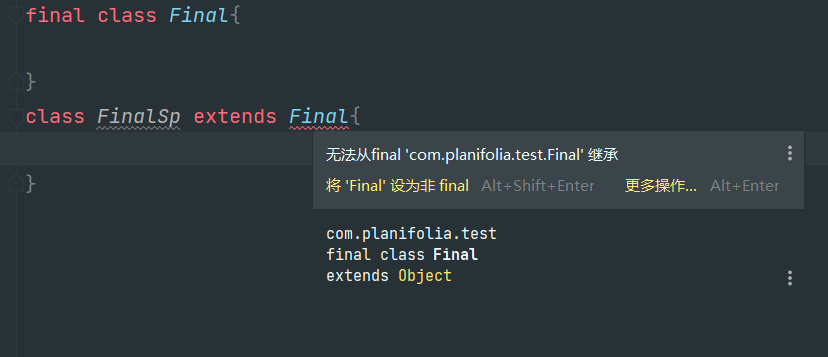 final class Final{
}
class FinalSp extends Final{
无法从final 'com.planifolia.test.Final' 继承
将 'Final' 设为非 final Alt+Shift+Enter 更多操作... Alt+Enter
}
com.planifolia.test
final class Final
extends Object